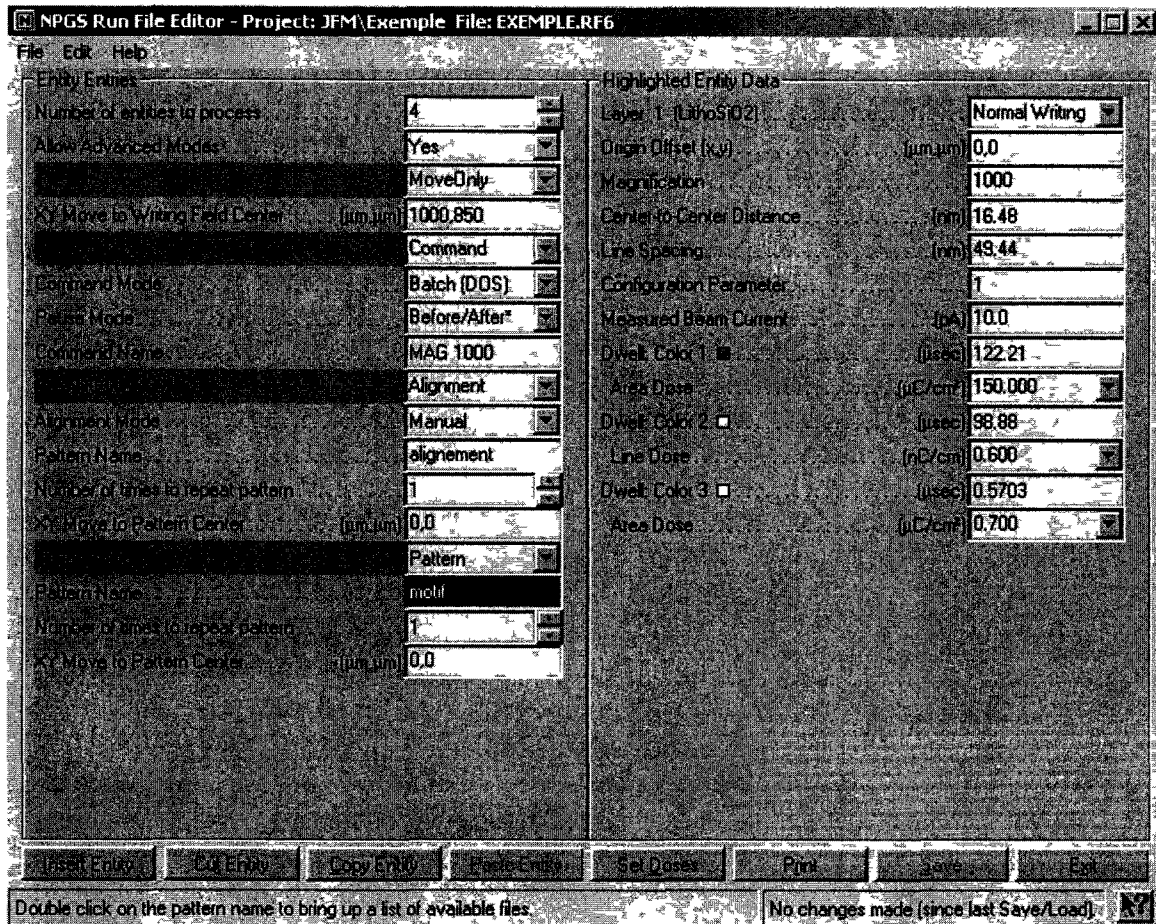 NPGS Run File Editor - Project: JFM\Exemple File: EXEMPLE.RF6
File Edit Help
Entity Entries
Number of entities to process 4
Allow Advanced Modes* Yes
MoveOnly
XY Move to Writing Field Center (µm,µm) 1000,850
Command
Command Mode Batch (DOS)
Pause Mode Before/After*
Command Name MAG 1000
Alignment
Alignment Mode Manual
Pattern Name alignement
Number of times to repeat pattern 1
XY Move to Pattern Center (µm,µm) 0,0
Pattern
Pattern Name motif
Number of times to repeat pattern 1
XY Move to Pattern Center (µm,µm) 0,0
Highlighted Entity Data
Layer 1 (LithoSiO2) Normal Writing
Origin Offset (x,y) (µm,µm) 0,0
Magnification 1000
Center-to-Center Distance (nm) 16.48
Line Spacing (nm) 49.44
Configuration Parameter 1
Measured Beam Current (pA) 10.0
Dwell: Color 1 (µsec) 122.21
Area Dose (µC/cm²) 150.000
Dwell: Color 2 (µsec) 98.88
Line Dose (nC/cm) 0.600
Dwell: Color 3 (µsec) 0.5703
Area Dose (µC/cm²) 0.700
Insert Entity Cut Entity Copy Entity Paste Entity Set Doses Print Save Exit
Double click on the pattern name to bring up a list of available files.
No changes made (since last Save/Load).